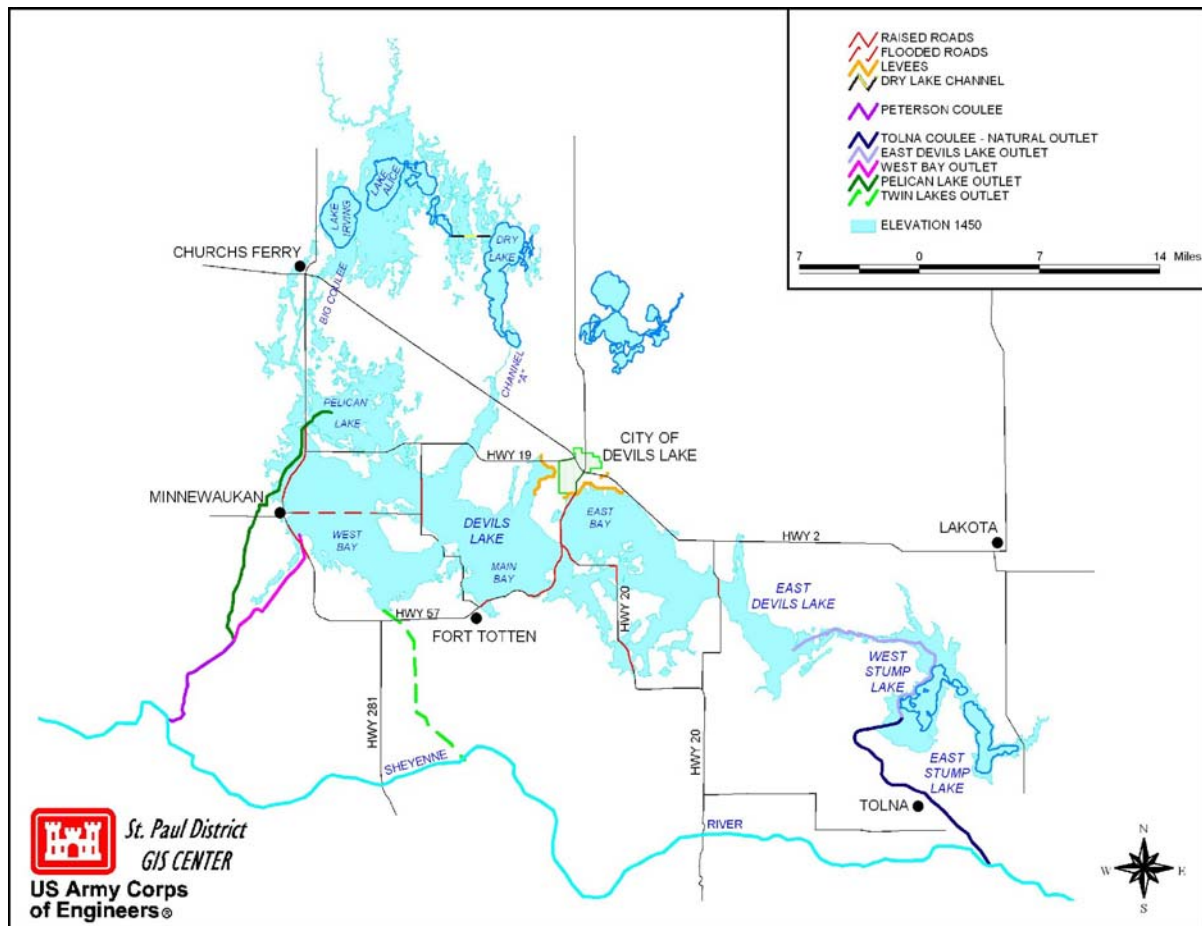 RAISED ROADS
FLOODED ROADS
LEVEES
DRY LAKE CHANNEL
PETERSON COULEE
TOLNA COULEE - NATURAL OUTLET
EAST DEVILS LAKE OUTLET
WEST BAY OUTLET
PELICAN LAKE OUTLET
TWIN LAKES OUTLET
ELEVATION 1450
7 0 7 14 Miles
LAKE
ALICE
LAKE
IRVING
DRY
LAKE
CHURCHS FERRY
BIG COULEE
CHANNEL
"A"
PELICAN
LAKE
CITY OF
DEVILS LAKE
HWY 19
MINNEWAUKAN
EAST
BAY
DEVILS
LAKE
WEST
BAY
LAKOTA
HWY 2
MAIN
BAY
EAST
DEVILS LAKE
HWY 20
HWY 57
FORT TOTTEN
WEST
STUMP
LAKE
HWY 281
HWY 20
EAST
STUMP
LAKE
SHEYENNE
TOLNA
RIVER
St. Paul District
GIS CENTER
US Army Corps
of Engineers®
N
W E
S